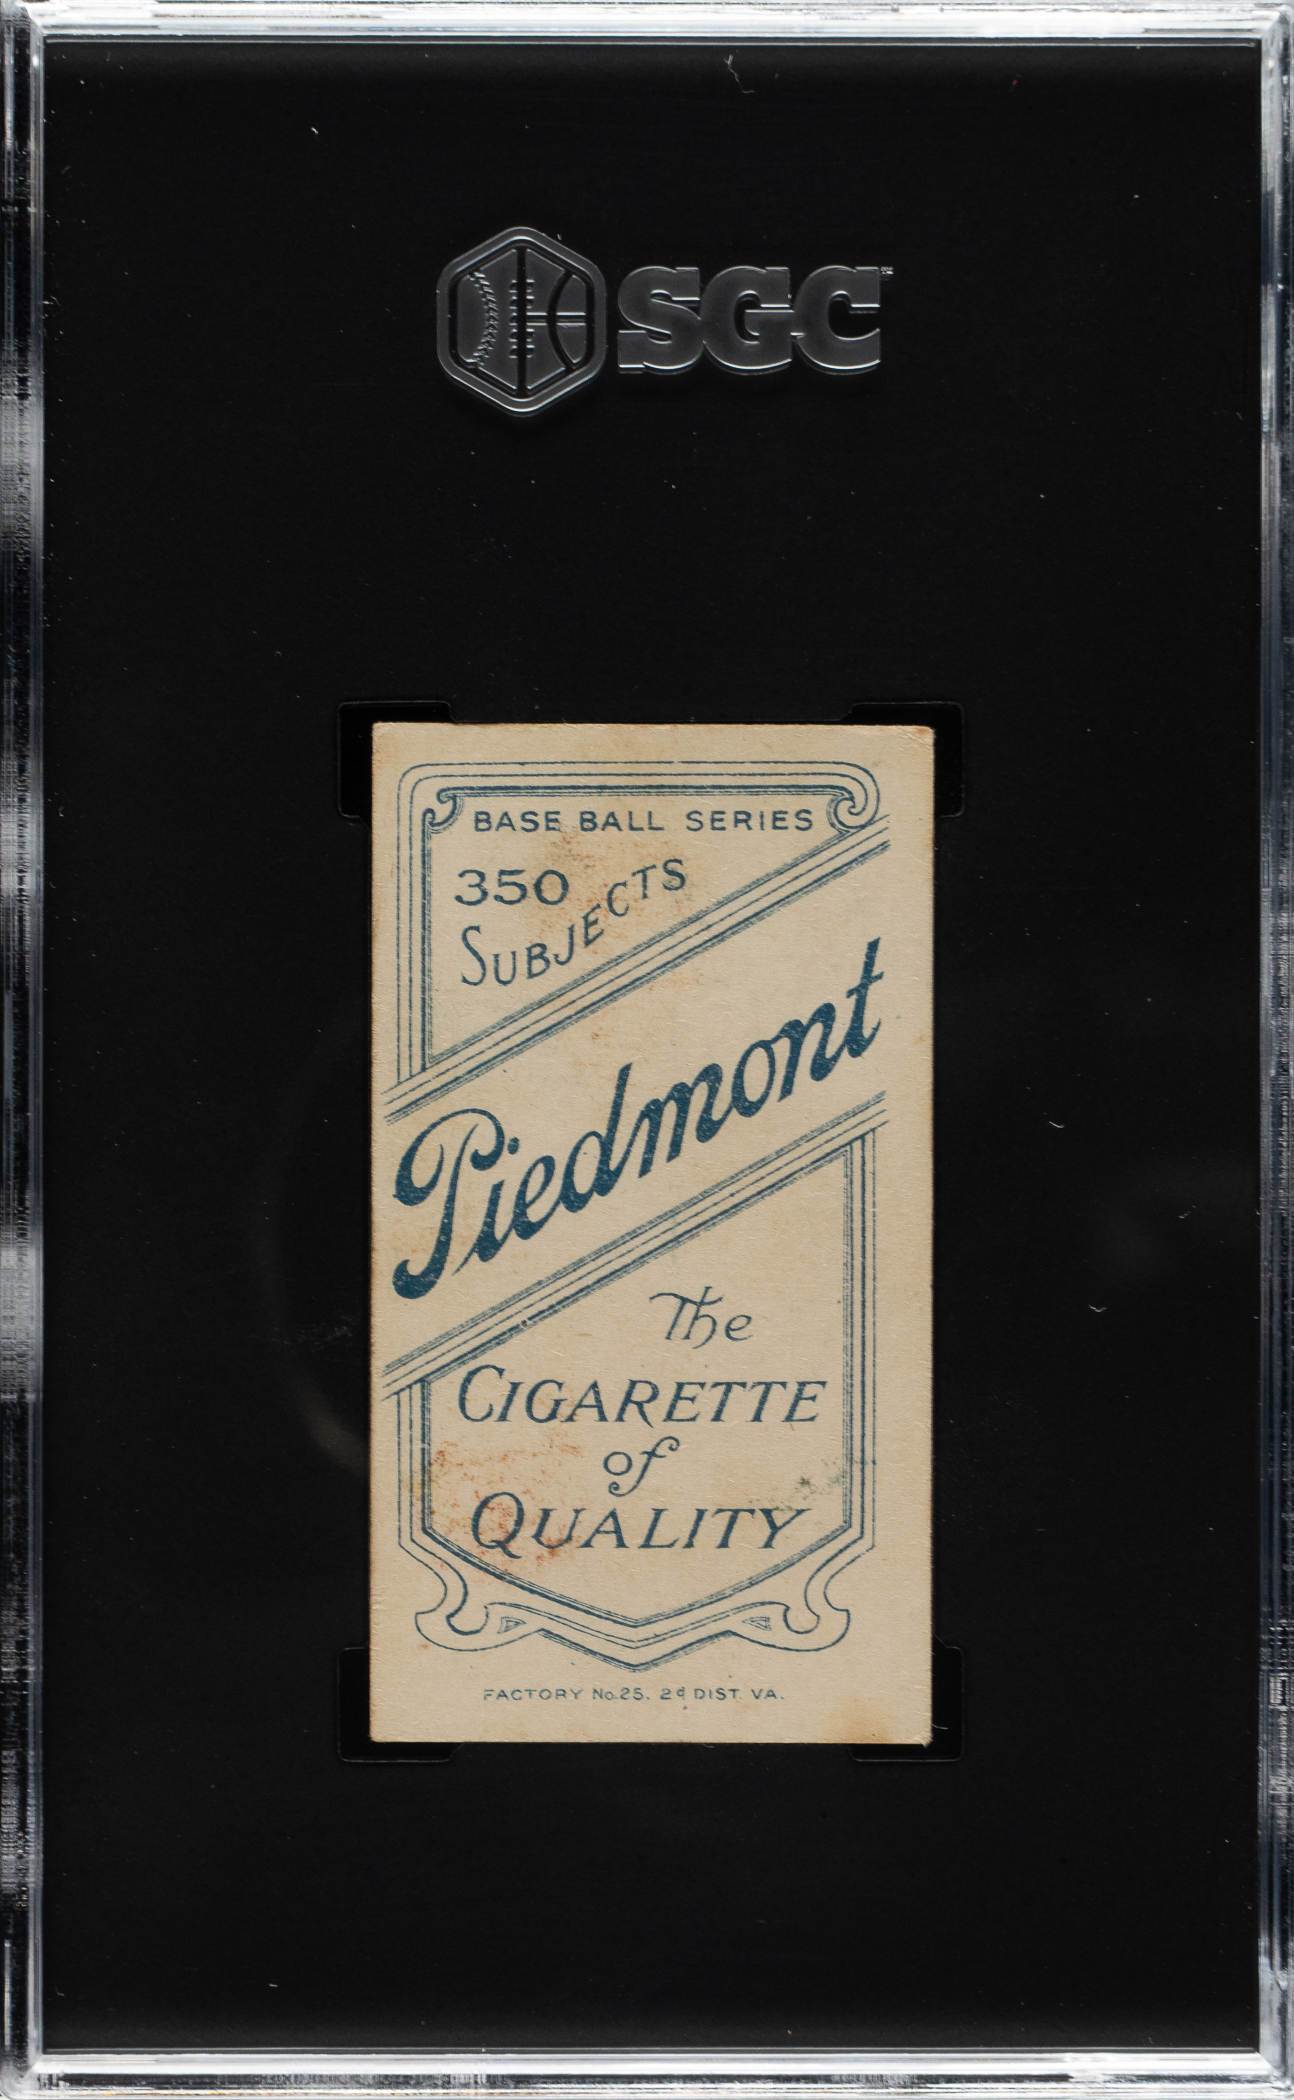 SGC
BASE BALL SERIES
350
SUBJECTS
Piedmont
The
CIGARETTE
of
QUALITY
FACTORY No. 25. 2d DIST. VA.